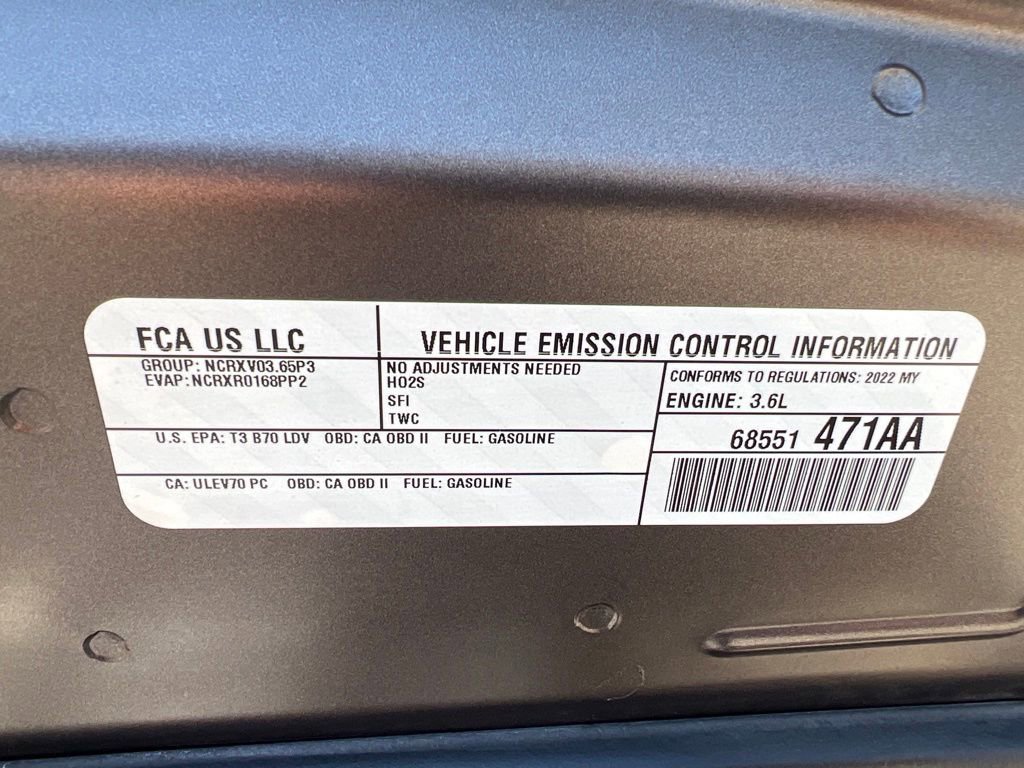 FCA US LLC
VEHICLE EMISSION CONTROL INFORMATION
GROUP: NCRXV03.65P3
EVAP: NCRXR0168PP2
NO ADJUSTMENTS NEEDED
HO2S
SFI
TWC
CONFORMS TO REGULATIONS: 2022 MY
ENGINE: 3.6L
68551 471AA
U.S. EPA: T3 B70 LDV OBD: CA OBD II FUEL: GASOLINE
CA: ULEV70 PC OBD: CA OBD II FUEL: GASOLINE